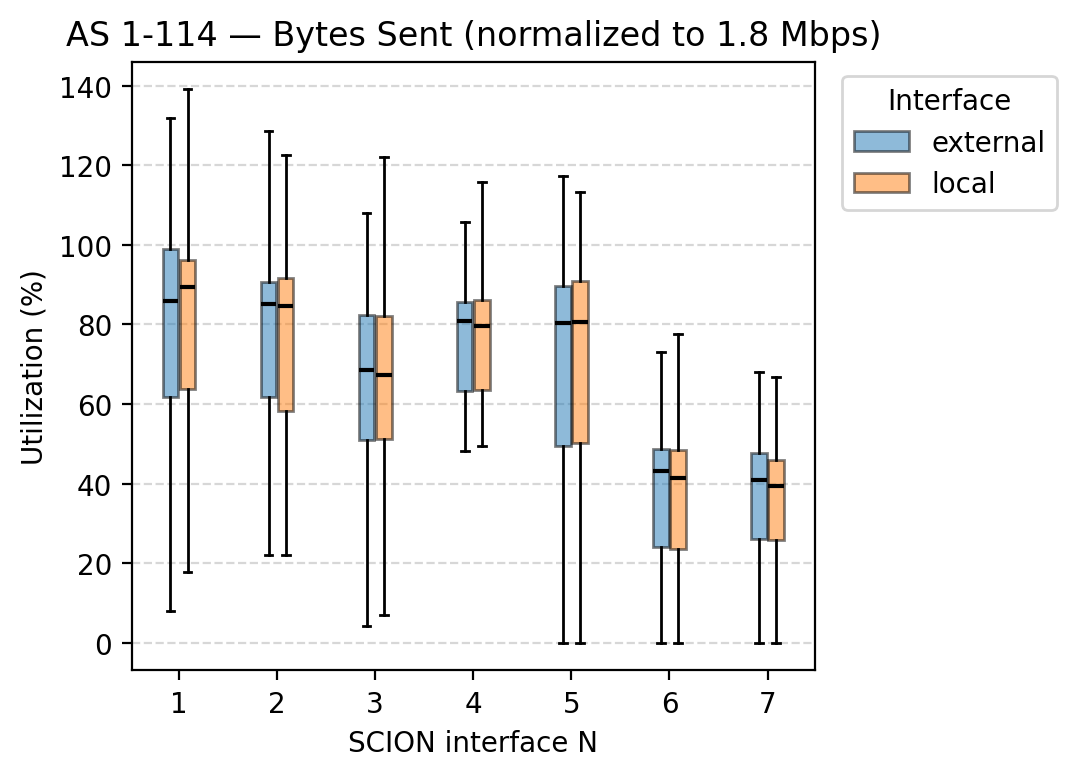 AS 1-114 — Bytes Sent (normalized to 1.8 Mbps)
Interface
external
local
Utilization (%)
140
120
100
80
60
40
20
0
1 2 3 4 5 6 7
SCION interface N